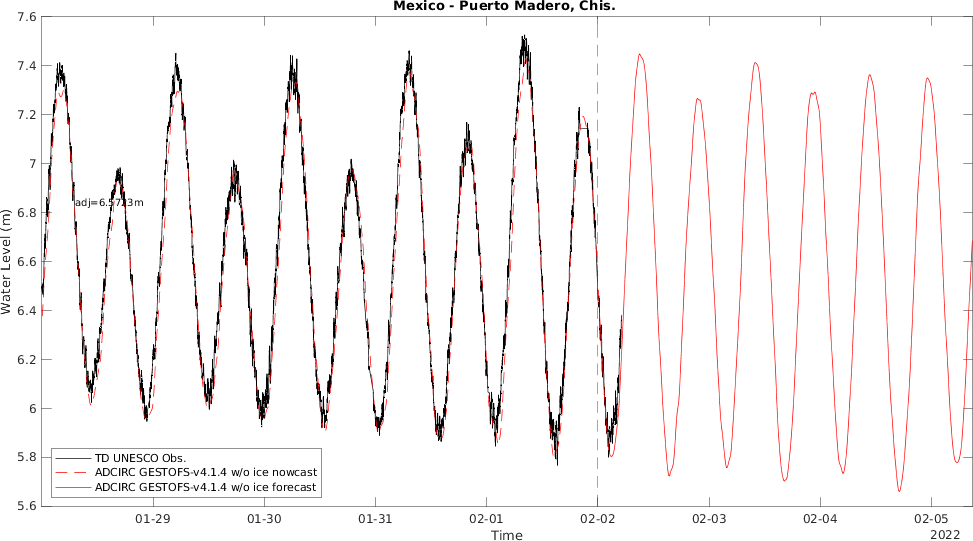 Mexico - Puerto Madero, Chis.
7.6
7.4
7.2
7
6.8
6.6
6.4
6.2
6
5.8
5.6
Water Level (m)
adj=6.5723m
TD UNESCO Obs.
ADCIRC GESTOFS-v4.1.4 w/o ice nowcast
ADCIRC GESTOFS-v4.1.4 w/o ice forecast
01-29 01-30 01-31 02-01 02-02 02-03 02-04 02-05
Time
2022